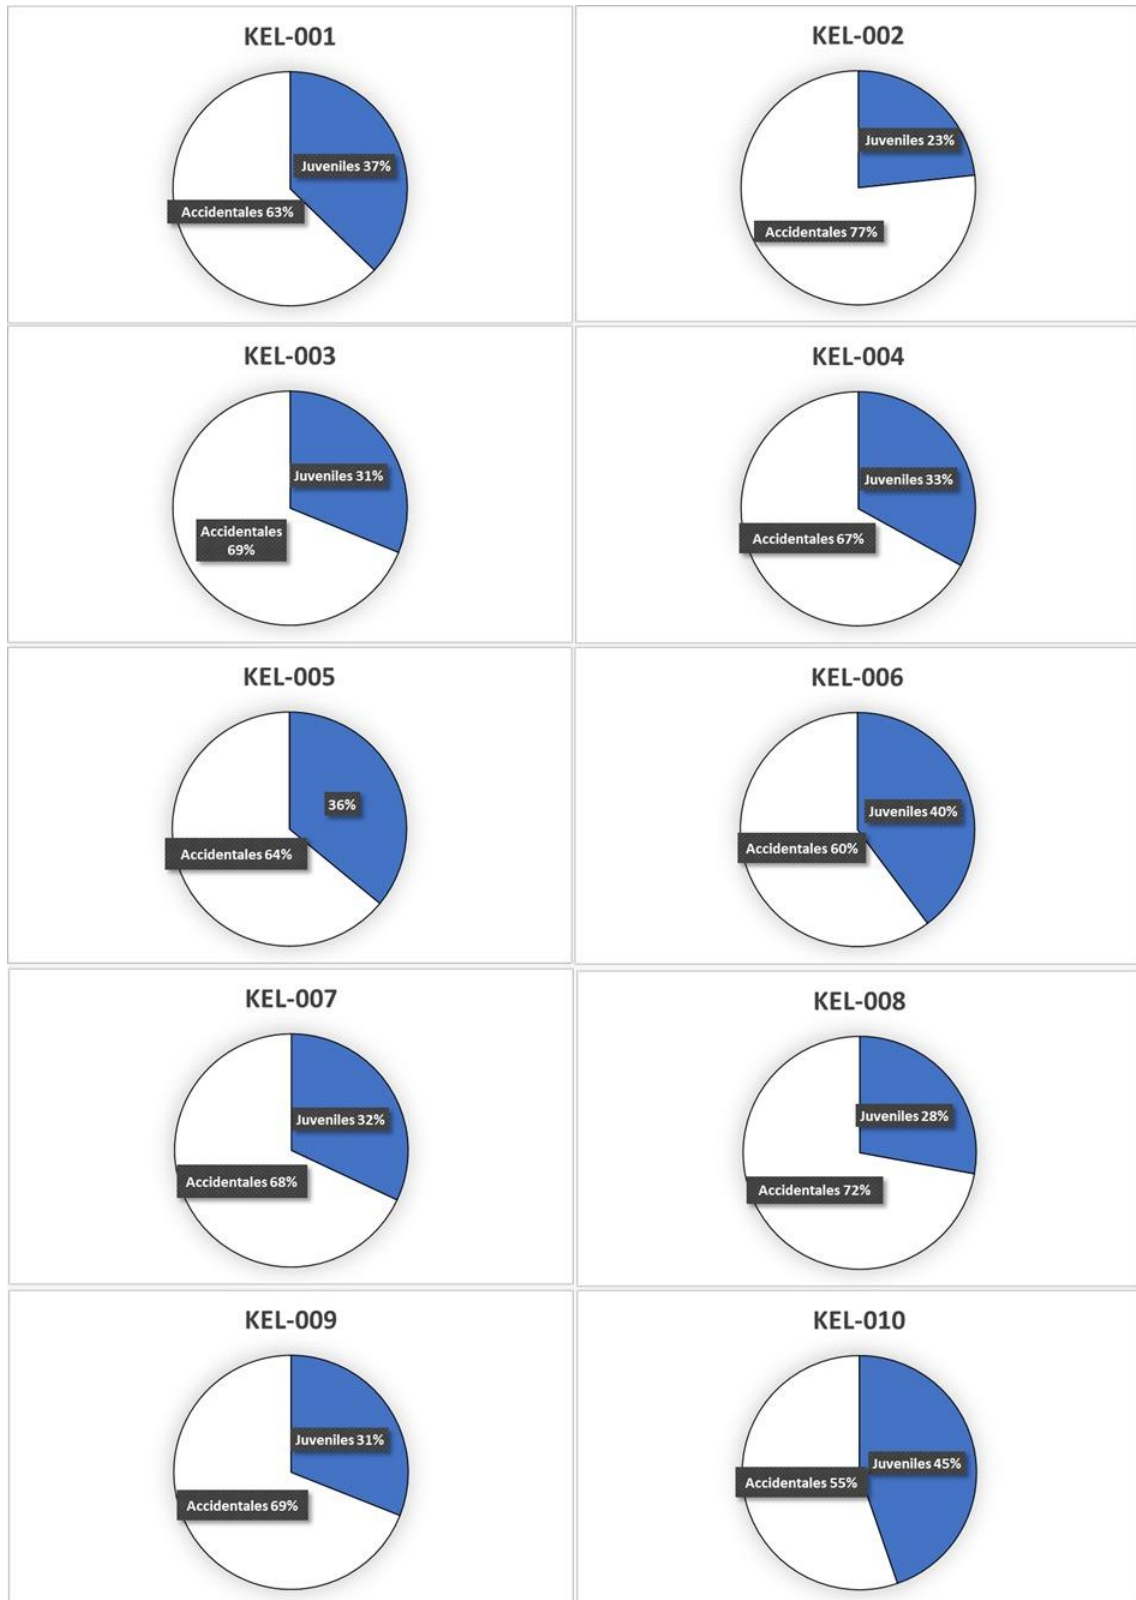 KEL-001
Juveniles 37%
Accidentales 63%
KEL-002
Juveniles 23%
Accidentales 77%
KEL-003
Juveniles 31%
Accidentales
69%
KEL-004
Juveniles 33%
Accidentales 67%
KEL-005
36%
Accidentales 64%
KEL-006
Juveniles 40%
Accidentales 60%
KEL-007
Juveniles 32%
Accidentales 68%
KEL-008
Juveniles 28%
Accidentales 72%
KEL-009
Juveniles 31%
Accidentales 69%
KEL-010
Juveniles 45%
Accidentales 55%